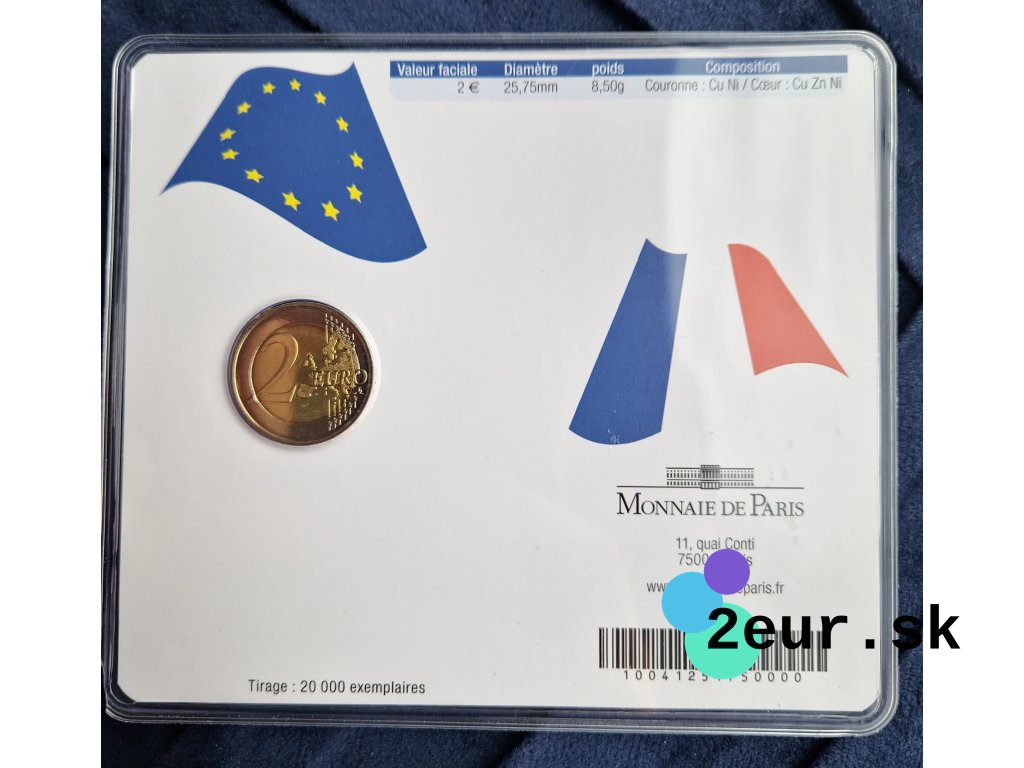 Valeur faciale Diamètre poids Composition
2 € 25,75mm 8,50g Couronne : Cu Ni / Cœur : Cu Zn Ni
2 EURO
MONNAIE DE PARIS
11, quai Conti
2eur.sk
Tirage : 20 000 exemplaires